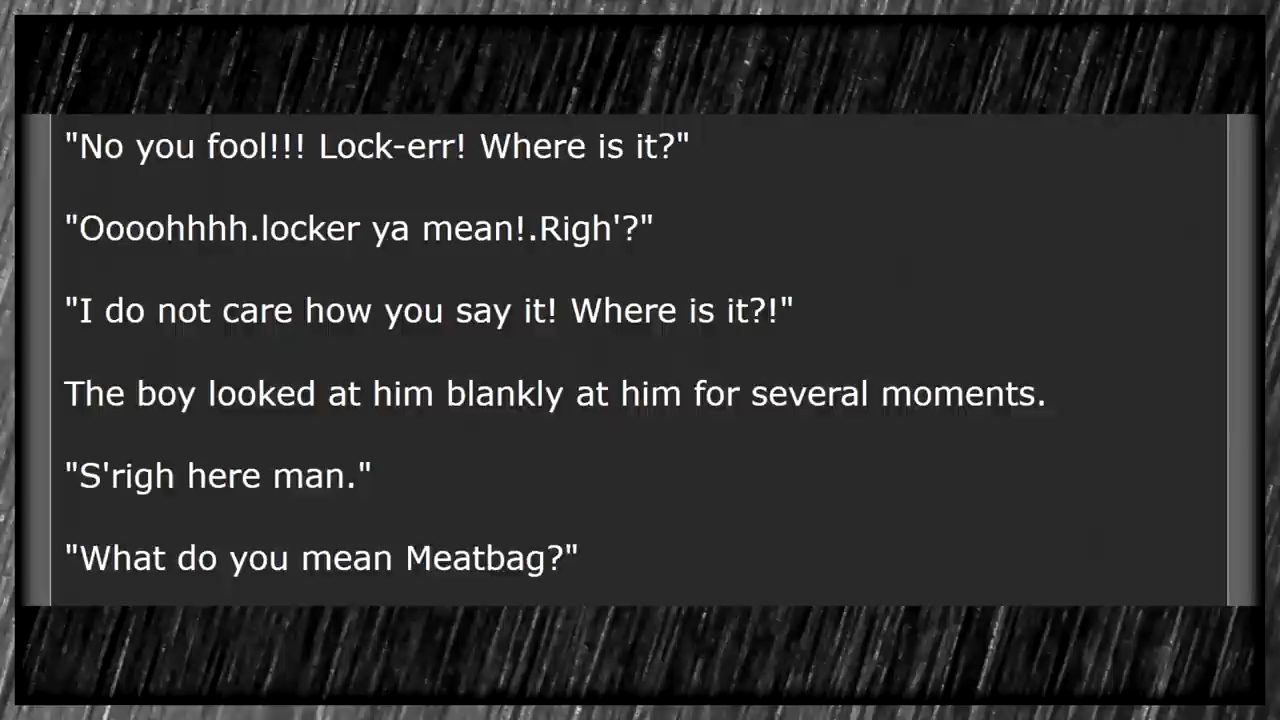 "No you fool!!! Lock-err! Where is it?"
"Oooohhhh.locker ya mean!.Righ'?"
"I do not care how you say it! Where is it?!"
The boy looked at him blankly at him for several moments.
"S'righ here man."
"What do you mean Meatbag?"